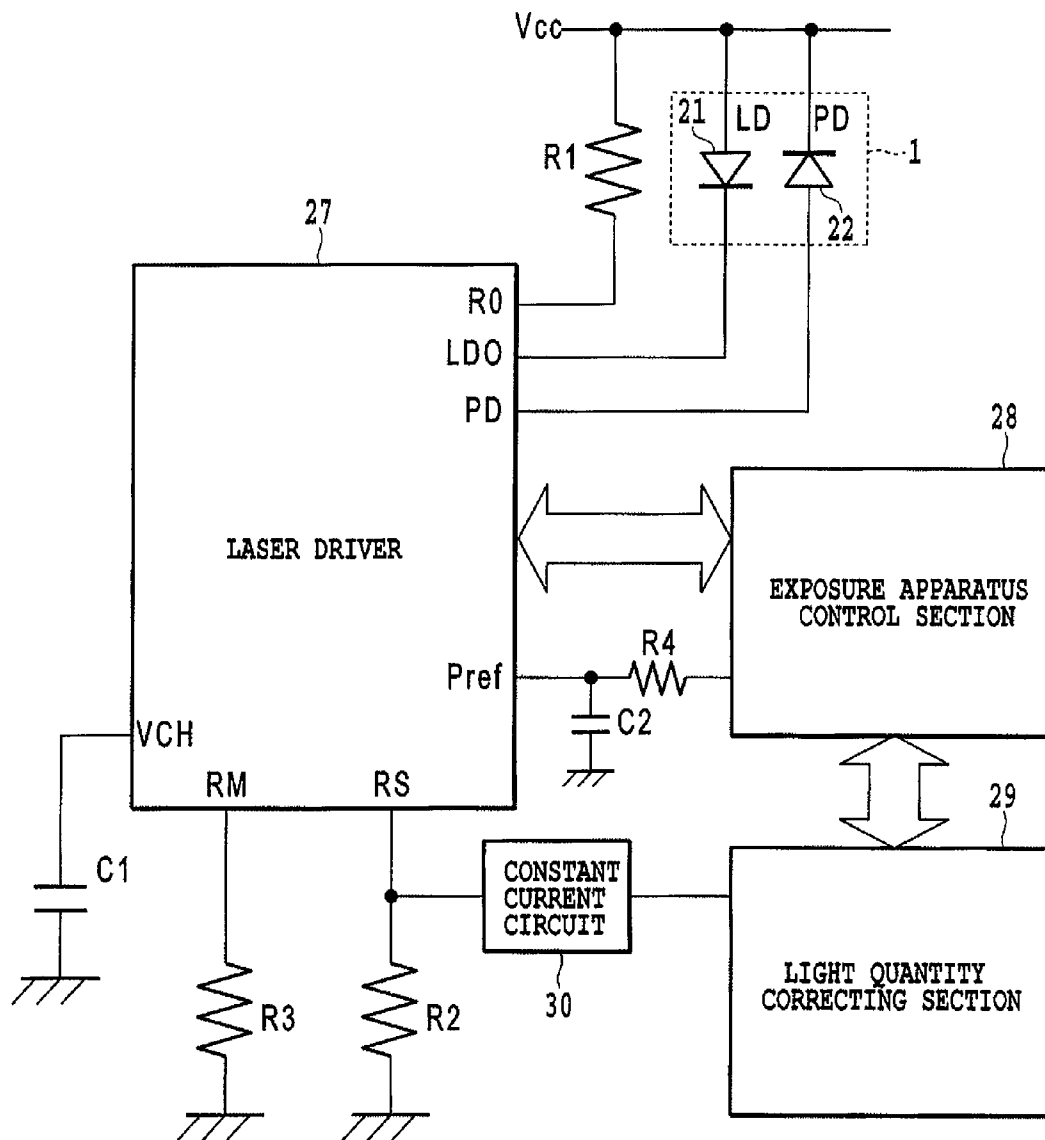 Vcc
21
LD
PD
1
R1
22
27
R0
LDO
PD
28
LASER DRIVER
EXPOSURE APPARATUS
CONTROL SECTION
R4
Pref
C2
VCH
RM
RS
29
C1
CONSTANT
CURRENT
CIRCUIT
30
LIGHT QUANTITY
CORRECTING SECTION
R3
R2